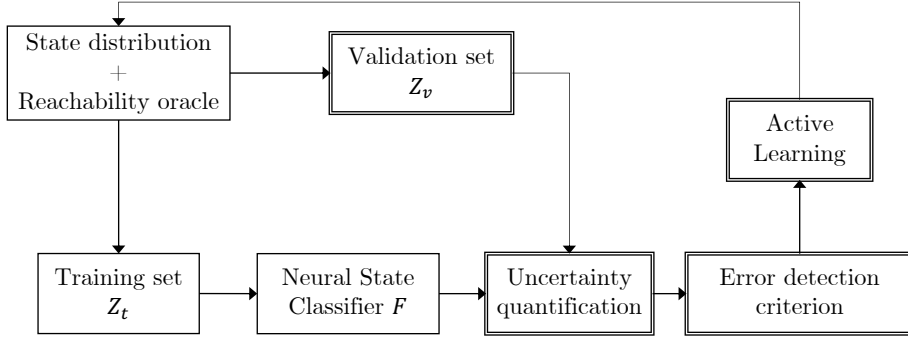 State distribution
+
Reachability oracle
Validation set
Z_v
Active
Learning
Training set
Z_t
Neural State
Classifier F
Uncertainty
quantification
Error detection
criterion